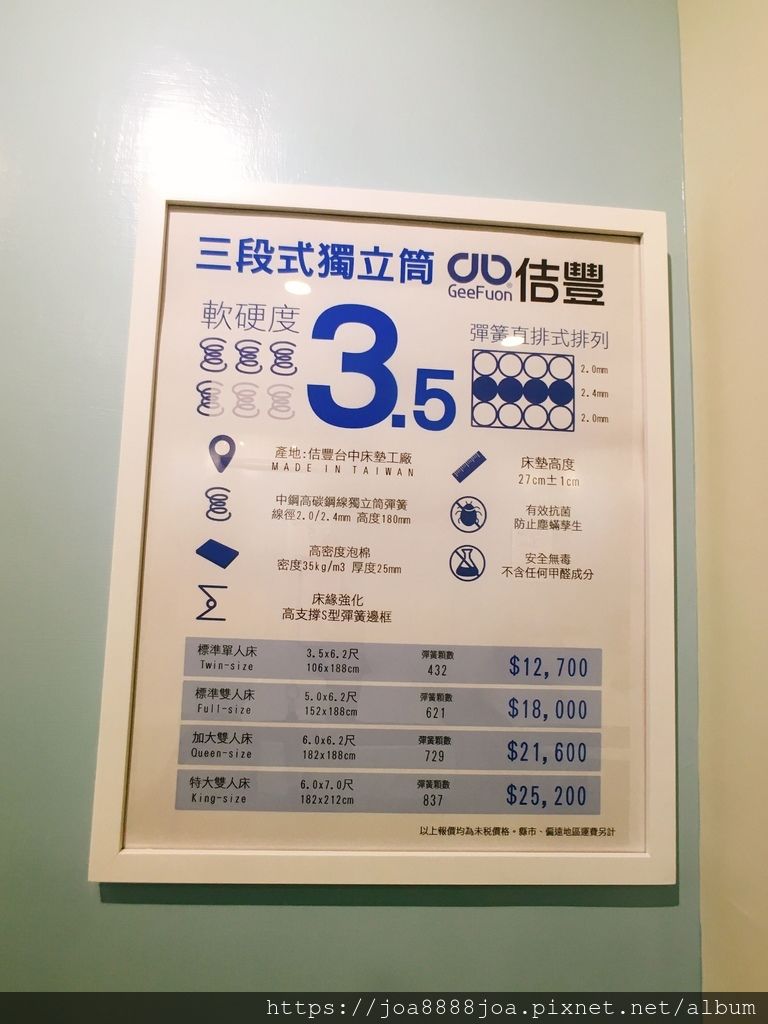 三段式獨立筒
GeeFuon® 佶豐
軟硬度
3.5
彈簧直排式排列
2.0mm
2.4mm
2.0mm
產地:佶豐台中床墊工廠
MADE IN TAIWAN
床墊高度
27cm±1cm
中鋼高碳鋼線獨立筒彈簧
線徑2.0/2.4mm 高度180mm
有效抗菌
防止塵蟎孳生
高密度泡棉
密度35kg/m3 厚度25mm
安全無毒
不含任何甲醛成分
床緣強化
高支撐S型彈簧邊框
標準單人床 3.5x6.2尺 彈簧顆數
Twin-size 106x188cm 432 $12,700
標準雙人床 5.0x6.2尺 彈簧顆數
Full-size 152x188cm 621 $18,000
加大雙人床 6.0x6.2尺 彈簧顆數
Queen-size 182x188cm 729 $21,600
特大雙人床 6.0x7.0尺 彈簧顆數
King-size 182x212cm 837 $25,200
以上報價均為未稅價格。縣市、偏遠地區運費另計
https://joa8888joa.pixnet.net/album